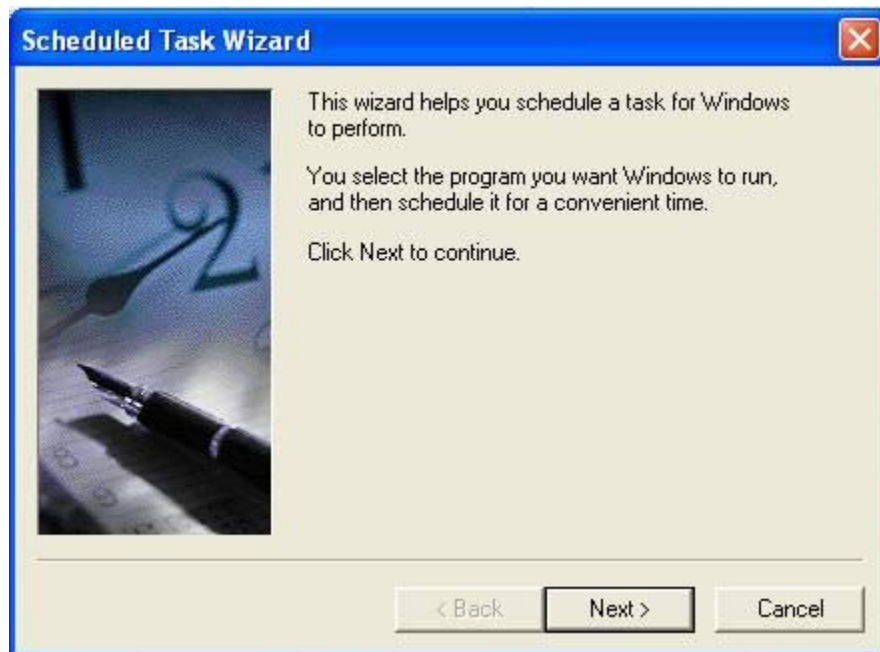 Scheduled Task Wizard
This wizard helps you schedule a task for Windows
to perform.
You select the program you want Windows to run,
and then schedule it for a convenient time.
Click Next to continue.
2
< Back
Next >
Cancel